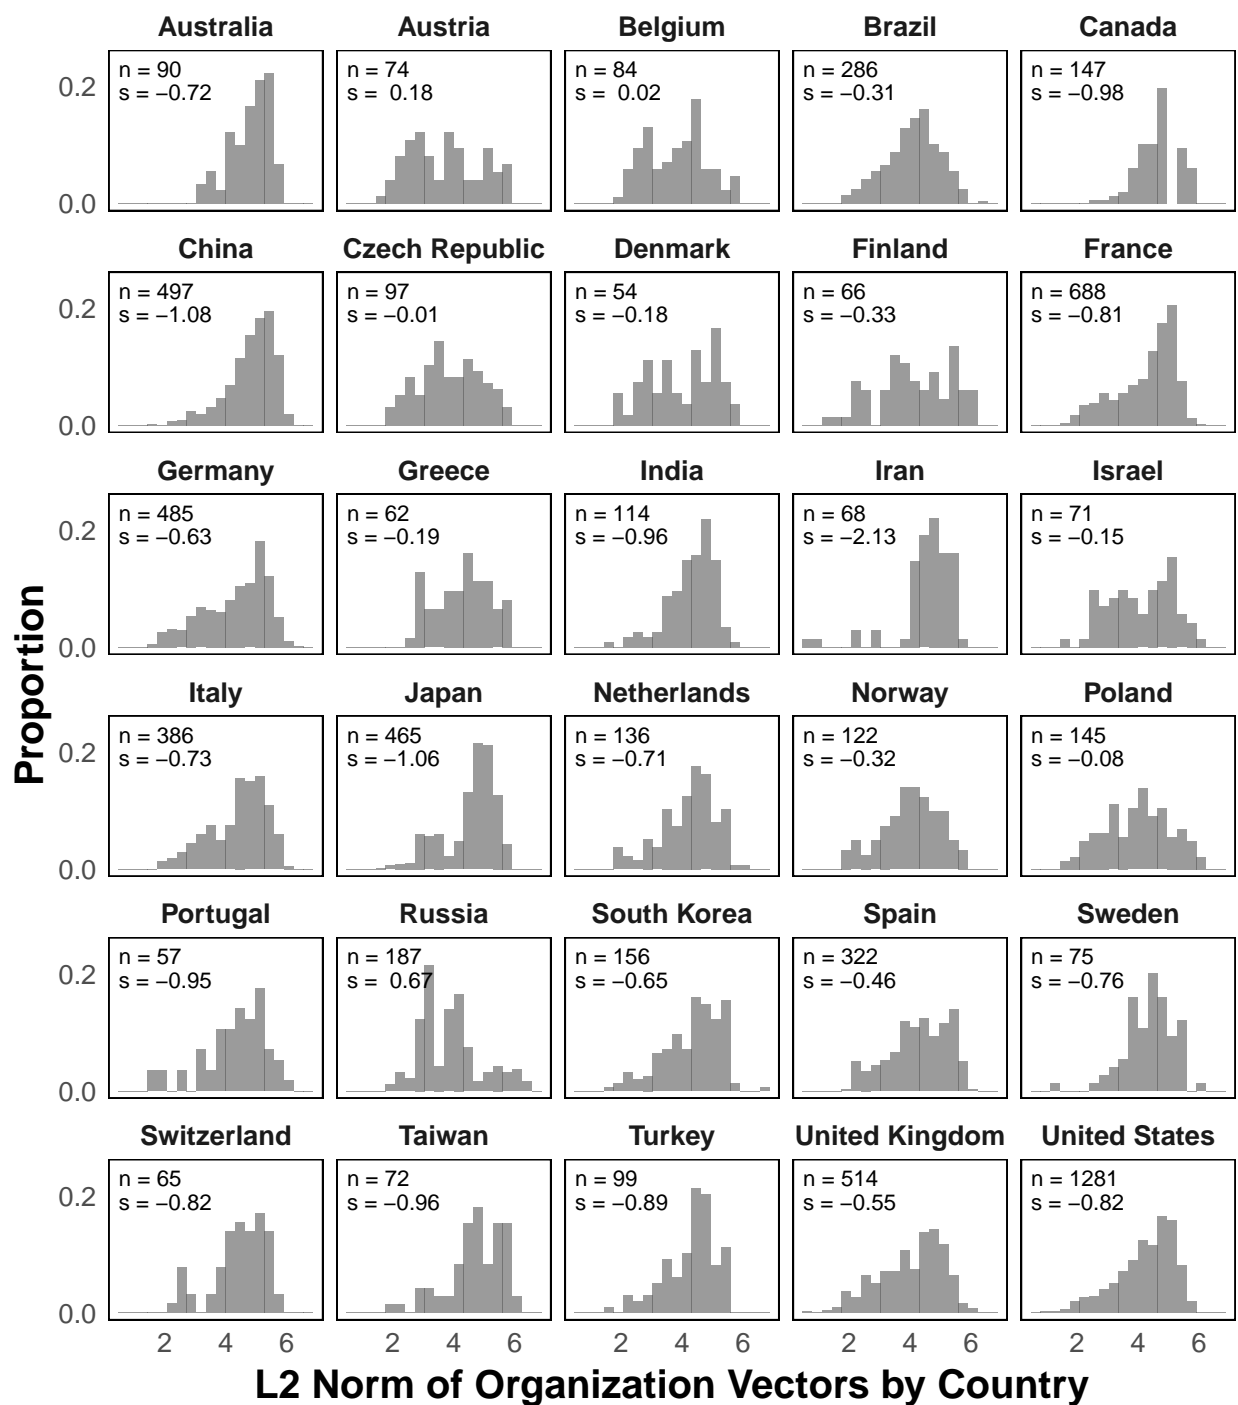 Australia Austria Belgium Brazil Canada
n = 90 n = 74 n = 84 n = 286 n = 147
s = −0.72 s = 0.18 s = 0.02 s = −0.31 s = −0.98
0.2
0.0
China Czech Republic Denmark Finland France
n = 497 n = 97 n = 54 n = 66 n = 688
s = −1.08 s = −0.01 s = −0.18 s = −0.33 s = −0.81
0.2
0.0
Germany Greece India Iran Israel
n = 485 n = 62 n = 114 n = 68 n = 71
s = −0.63 s = −0.19 s = −0.96 s = −2.13 s = −0.15
0.2
0.0
Proportion
Italy Japan Netherlands Norway Poland
n = 386 n = 465 n = 136 n = 122 n = 145
s = −0.73 s = −1.06 s = −0.71 s = −0.32 s = −0.08
0.2
0.0
Portugal Russia South Korea Spain Sweden
n = 57 n = 187 n = 156 n = 322 n = 75
s = −0.95 s = 0.67 s = −0.65 s = −0.46 s = −0.76
0.2
0.0
Switzerland Taiwan Turkey United Kingdom United States
n = 65 n = 72 n = 99 n = 514 n = 1281
s = −0.82 s = −0.96 s = −0.89 s = −0.55 s = −0.82
0.2
0.0
2 4 6 2 4 6 2 4 6 2 4 6 2 4 6
L2 Norm of Organization Vectors by Country